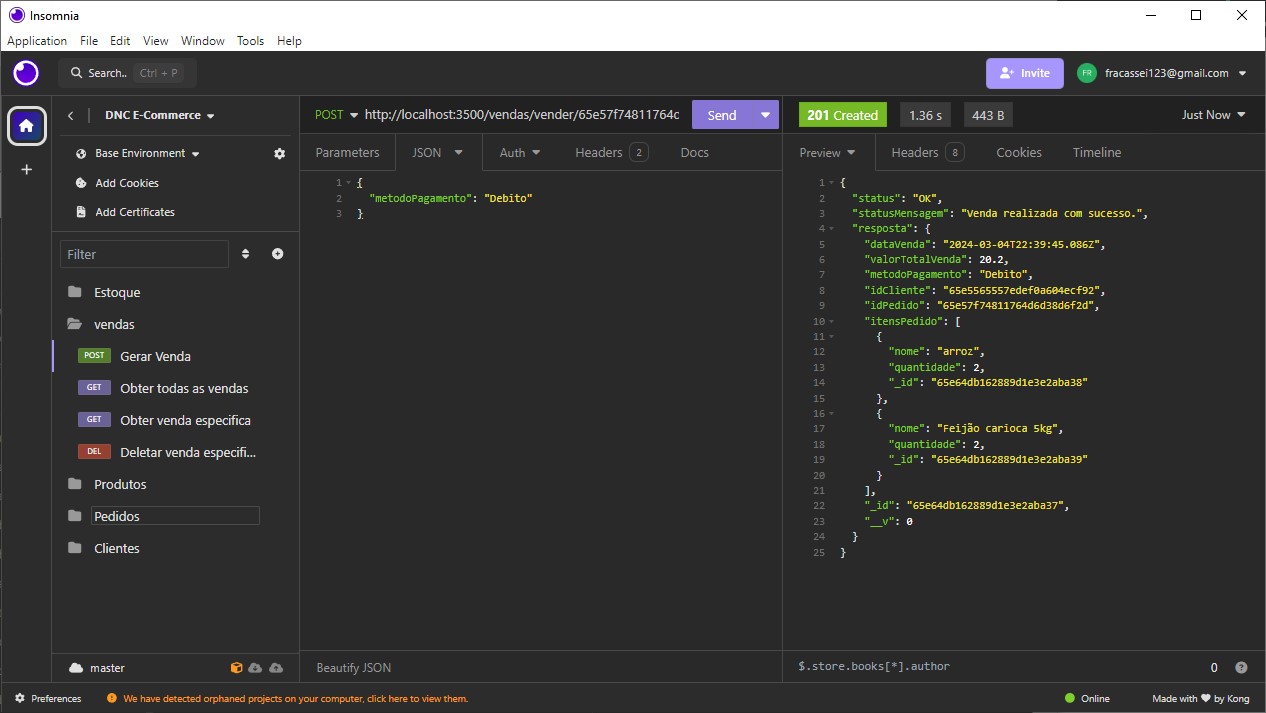 Insomnia
Application File Edit View Window Tools Help
Search.. Ctrl + P
Invite
FR fracassei123@gmail.com
DNC E-Commerce
POST http://localhost:3500/vendas/vender/65e57f74811764c
Send
201 Created 1.36 s 443 B
Just Now
Base Environment
Add Cookies
Add Certificates
Filter
Estoque
vendas
POST Gerar Venda
GET Obter todas as vendas
GET Obter venda especifica
DEL Deletar venda especifi...
Produtos
Pedidos
Clientes
master
Parameters JSON Auth Headers 2 Docs
1 {
2 "metodoPagamento": "Debito"
3 }
Beautify JSON
Preview Headers 8 Cookies Timeline
1 {
2 "status": "OK",
3 "statusMensagem": "Venda realizada com sucesso.",
4 "resposta": {
5 "dataVenda": "2024-03-04T22:39:45.086Z",
6 "valorTotalVenda": 20.2,
7 "metodoPagamento": "Debito",
8 "idCliente": "65e5565557edef0a604ecf92",
9 "idPedido": "65e57f74811764d6d38d6f2d",
10 "itensPedido": [
11 {
12 "nome": "arroz",
13 "quantidade": 2,
14 "_id": "65e64db162889d1e3e2aba38"
15 },
16 {
17 "nome": "Feijão carioca 5kg",
18 "quantidade": 2,
19 "_id": "65e64db162889d1e3e2aba39"
20 }
21 ],
22 "_id": "65e64db162889d1e3e2aba37",
23 "__v": 0
24 }
25 }
$.store.books[*].author
0 ?
Preferences
! We have detected orphaned projects on your computer, click here to view them.
Online
Made with ♥ by Kong